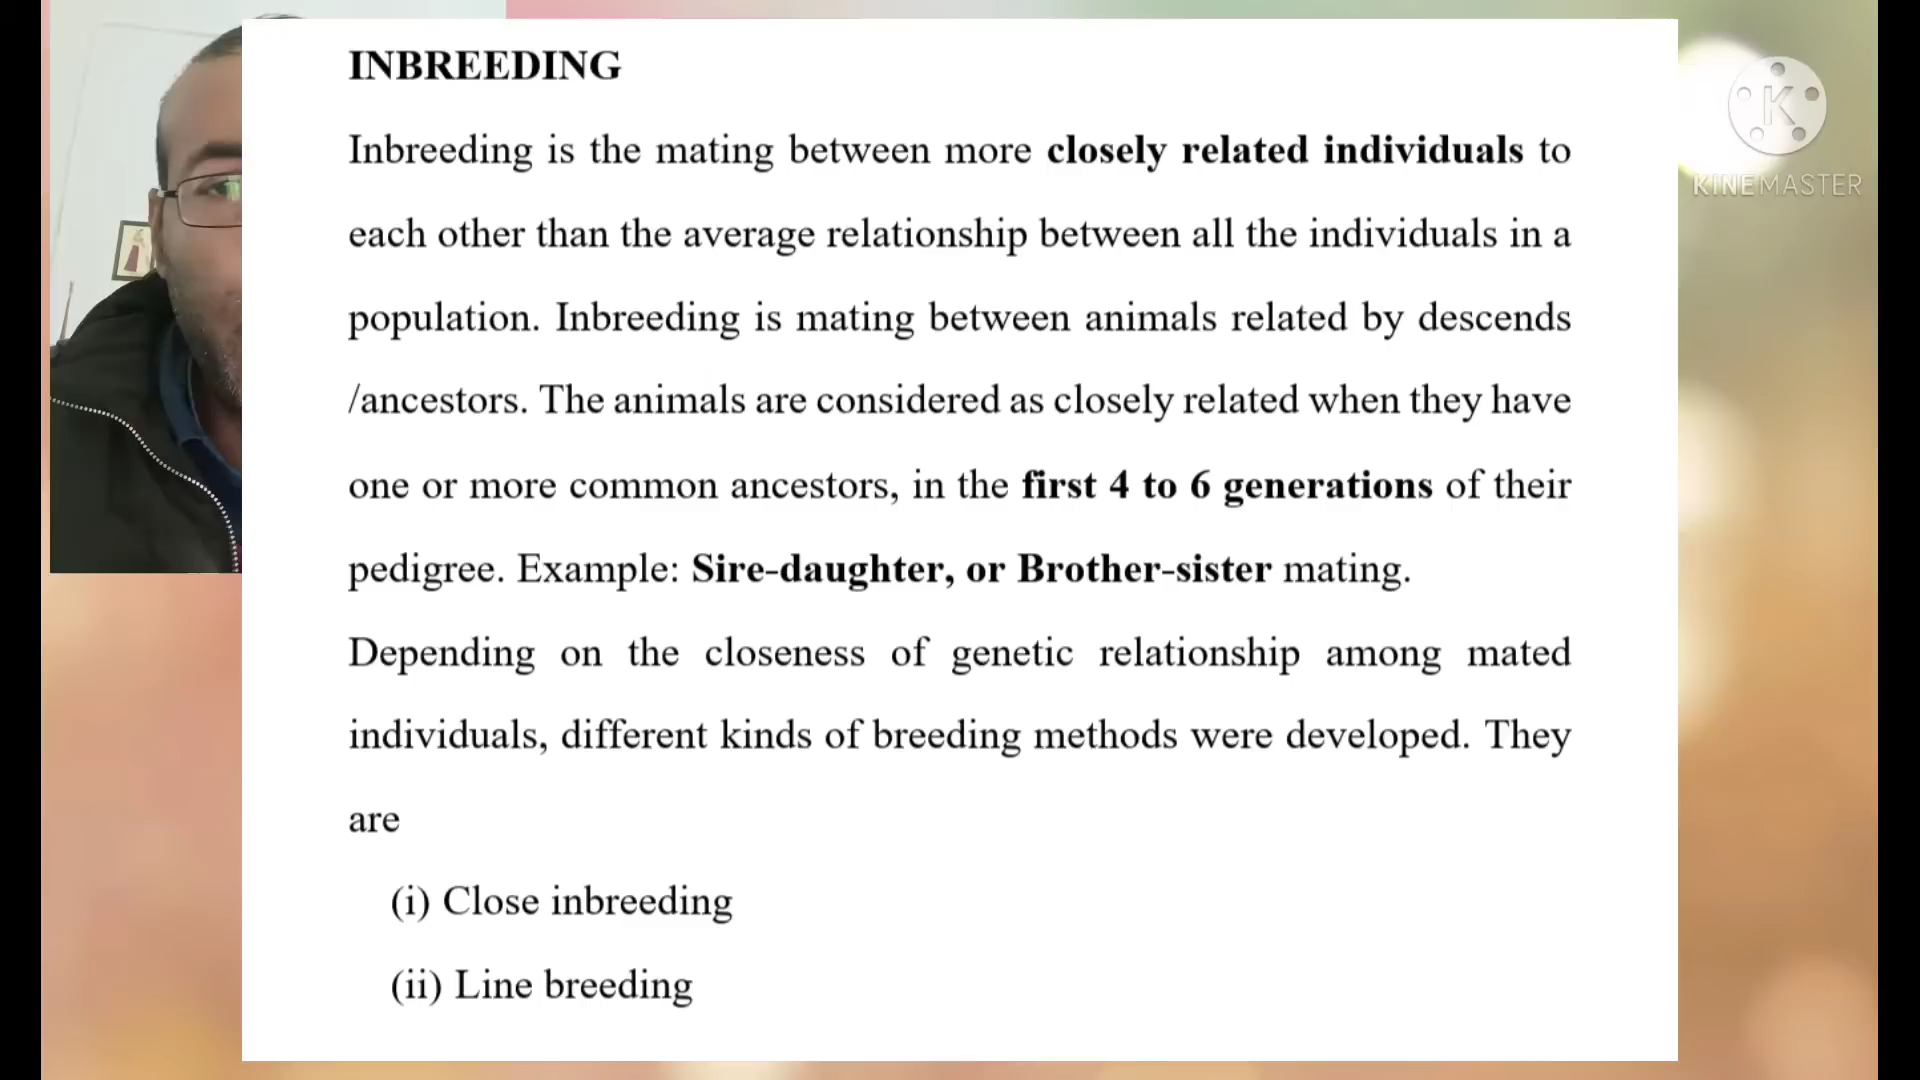 INBREEDING
Inbreeding is the mating between more closely related individuals to
each other than the average relationship between all the individuals in a
population. Inbreeding is mating between animals related by descends
/ancestors. The animals are considered as closely related when they have
one or more common ancestors, in the first 4 to 6 generations of their
pedigree. Example: Sire-daughter, or Brother-sister mating.
Depending on the closeness of genetic relationship among mated
individuals, different kinds of breeding methods were developed. They
are
(i) Close inbreeding
(ii) Line breeding
K
KINEMASTER